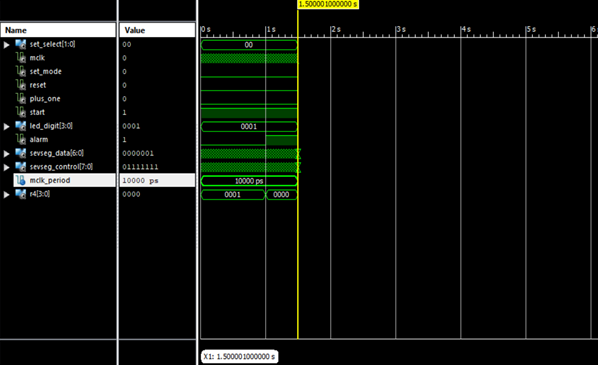 1.500001000000 s
Name Value 0 s 1 s 2 s 3 s 4 s 5 s 6 s
set_select[1:0] 00 00
mclk 0
set_mode 0
reset 0
plus_one 0
start 1
led_digit[3:0] 0001 0001
alarm 1
sevseg_data[6:0] 0000001
sevseg_control[7:0] 01111111
mclk_period 10000 ps 10000 ps
r4[3:0] 0000 0001 0000
X1: 1.500001000000 s